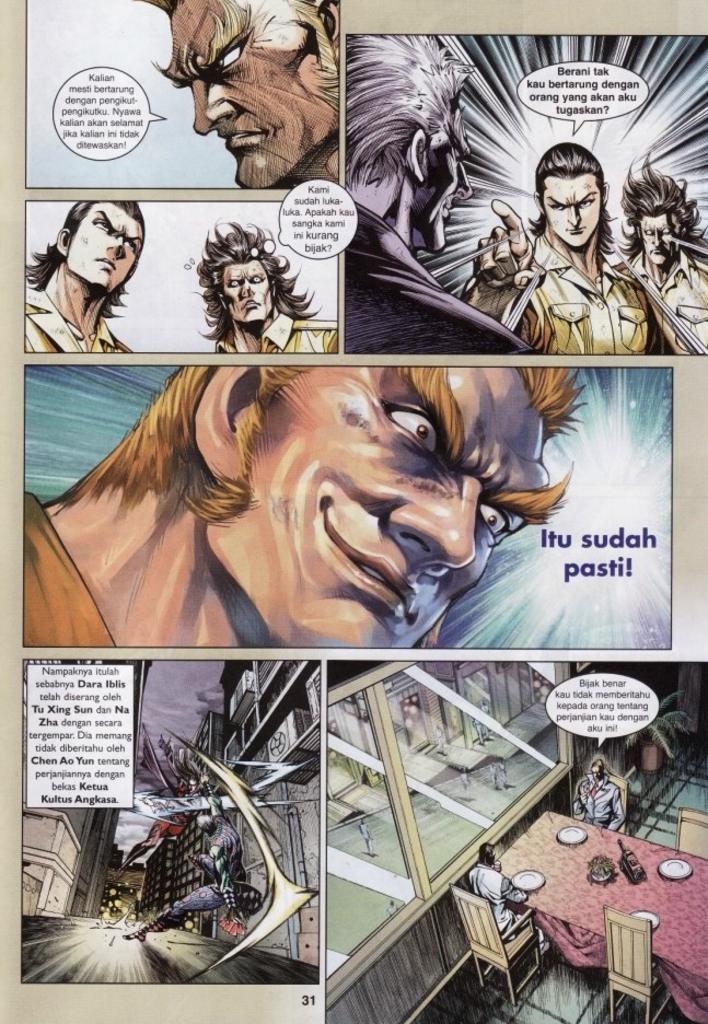 Kalian
mesti bertarung
dengan pengikut-
pengikutku. Nyawa
kalian akan selamat
jika kalian ini tidak
ditewaskan!
Berani tak
kau bertarung dengan
orang yang akan aku
tugaskan?
Kami
sudah luka-
luka. Apakah kau
sangka kami
ini kurang
bijak?
Itu sudah
pasti!
Nampaknya itulah
sebabnya Dara Iblis
telah diserang oleh
Tu Xing Sun dan Na
Zha dengan secara
tergempar. Dia memang
tidak diberitahu oleh
Chen Ao Yun tentang
perjanjiannya dengan
bekas Ketua
Kultus Angkasa.
Bijak benar
kau tidak memberitahu
kepada orang tentang
perjanjian kau dengan
aku ini!
31